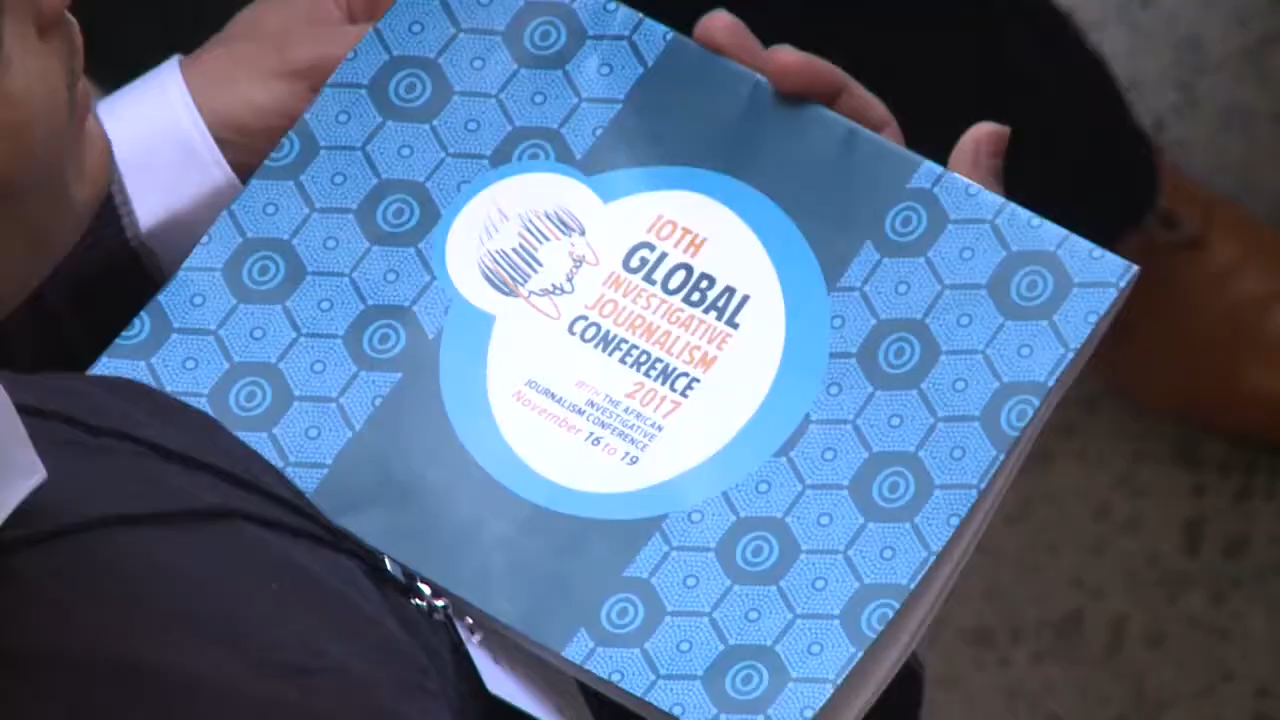 10TH
GLOBAL
INVESTIGATIVE
JOURNALISM
CONFERENCE
2017
WITH THE AFRICAN
INVESTIGATIVE
JOURNALISM CONFERENCE
November 16 to 19